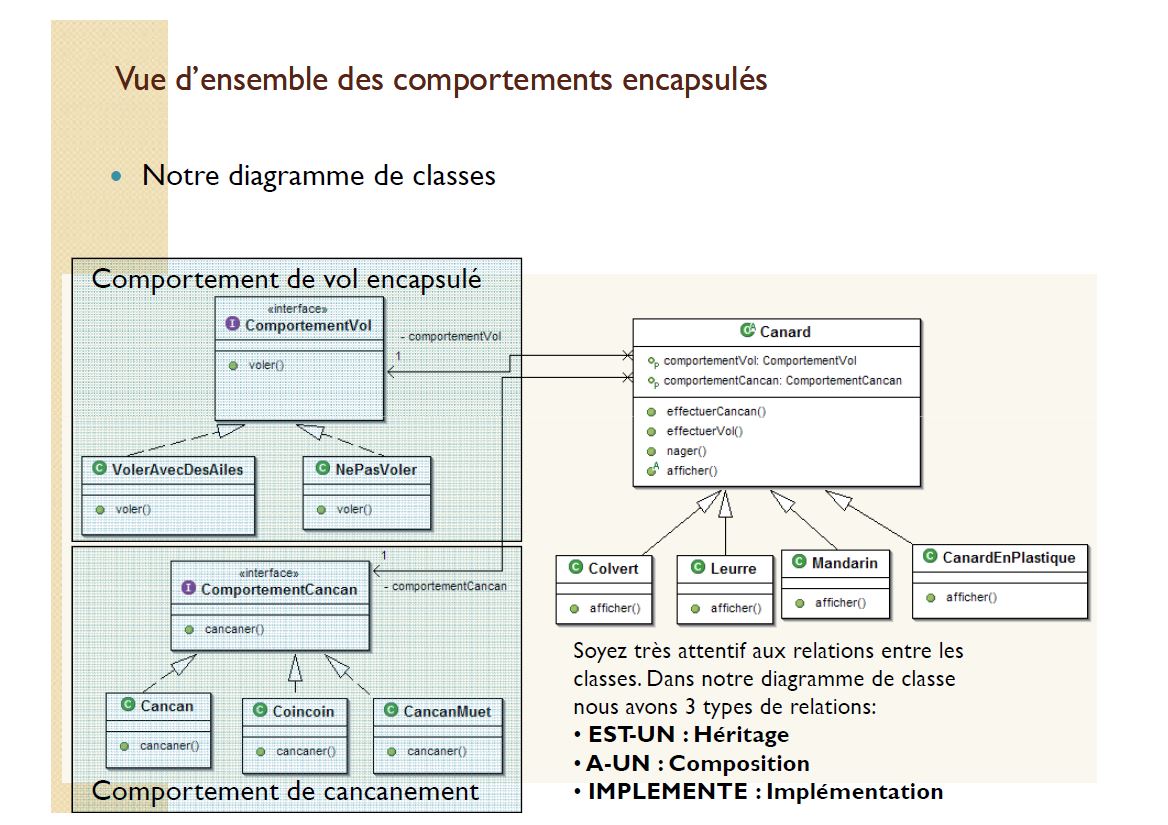 Vue d’ensemble des comportements encapsulés
• Notre diagramme de classes
Comportement de vol encapsulé
«interface»
I ComportementVol
voler()
- comportementVol
1
C VolerAvecDesAiles
voler()
C NePasVoler
voler()
1
- comportementCancan
«interface»
I ComportementCancan
cancaner()
C Cancan
cancaner()
C Coincoin
cancaner()
C CancanMuet
cancaner()
Comportement de cancanement
C A Canard
P comportementVol: ComportementVol
P comportementCancan: ComportementCancan
effectuerCancan()
effectuerVol()
nager()
A afficher()
C Colvert
afficher()
C Leurre
afficher()
C Mandarin
afficher()
C CanardEnPlastique
afficher()
Soyez très attentif aux relations entre les
classes. Dans notre diagramme de classe
nous avons 3 types de relations:
• EST-UN : Héritage
• A-UN : Composition
• IMPLEMENTE : Implémentation